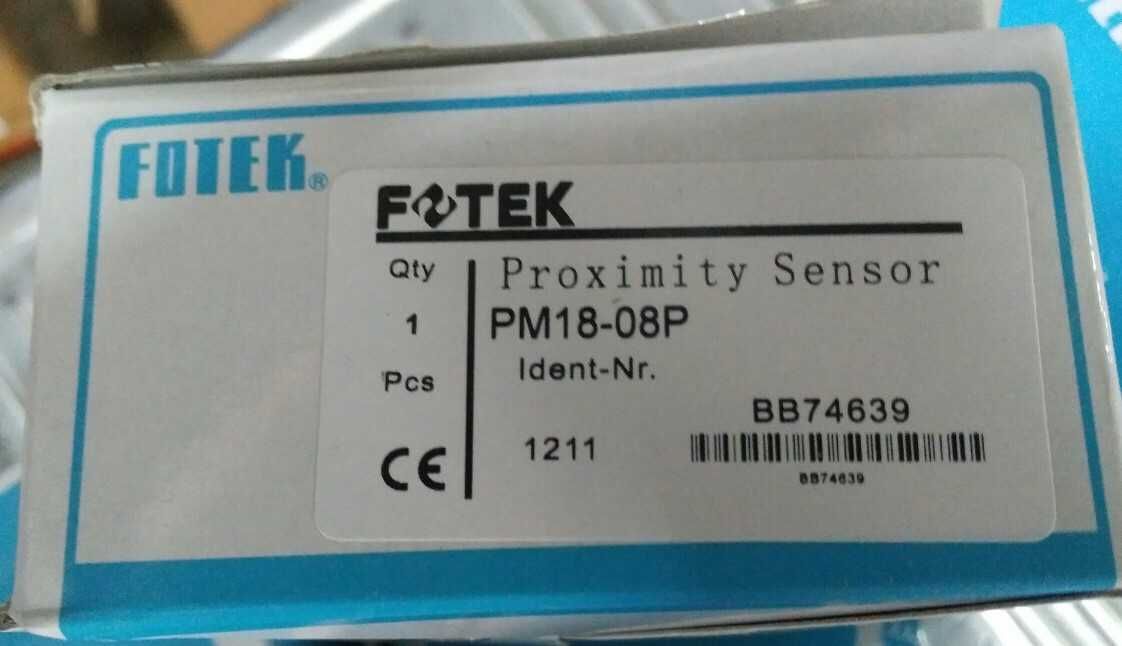 FOTEK®
FOTEK
Qty
Proximity Sensor
1
PM18-08P
Pcs
Ident-Nr.
BB74639
1211
CE
BB74639